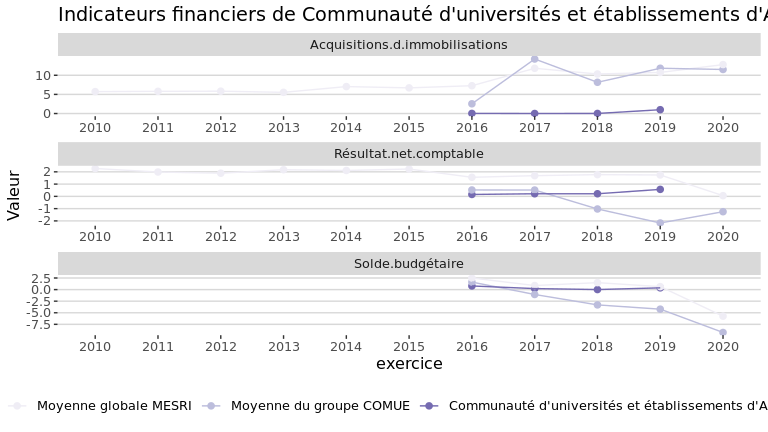 Indicateurs financiers de Communauté d'universités et établissements d'A
Acquisitions.d.immobilisations
10
5
0
2010 2011 2012 2013 2014 2015 2016 2017 2018 2019 2020
Résultat.net.comptable
2
1
0
-1
-2
2010 2011 2012 2013 2014 2015 2016 2017 2018 2019 2020
Valeur
Solde.budgétaire
2.5
0.0
-2.5
-5.0
-7.5
2010 2011 2012 2013 2014 2015 2016 2017 2018 2019 2020
exercice
Moyenne globale MESRI Moyenne du groupe COMUE Communauté d'universités et établissements d'A